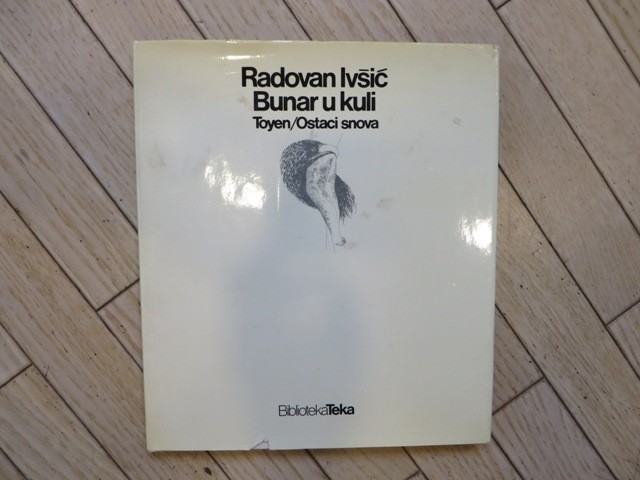 Radovan Ivšić
Bunar u kuli
Toyen/Ostaci snova
BibliotekaTeka